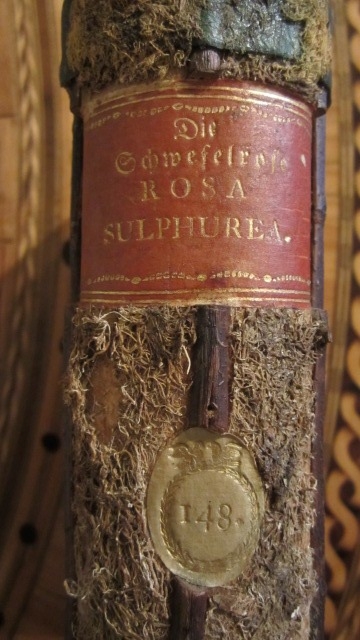 Die
Schwefelrose
ROSA
SULPHUREA.
148.